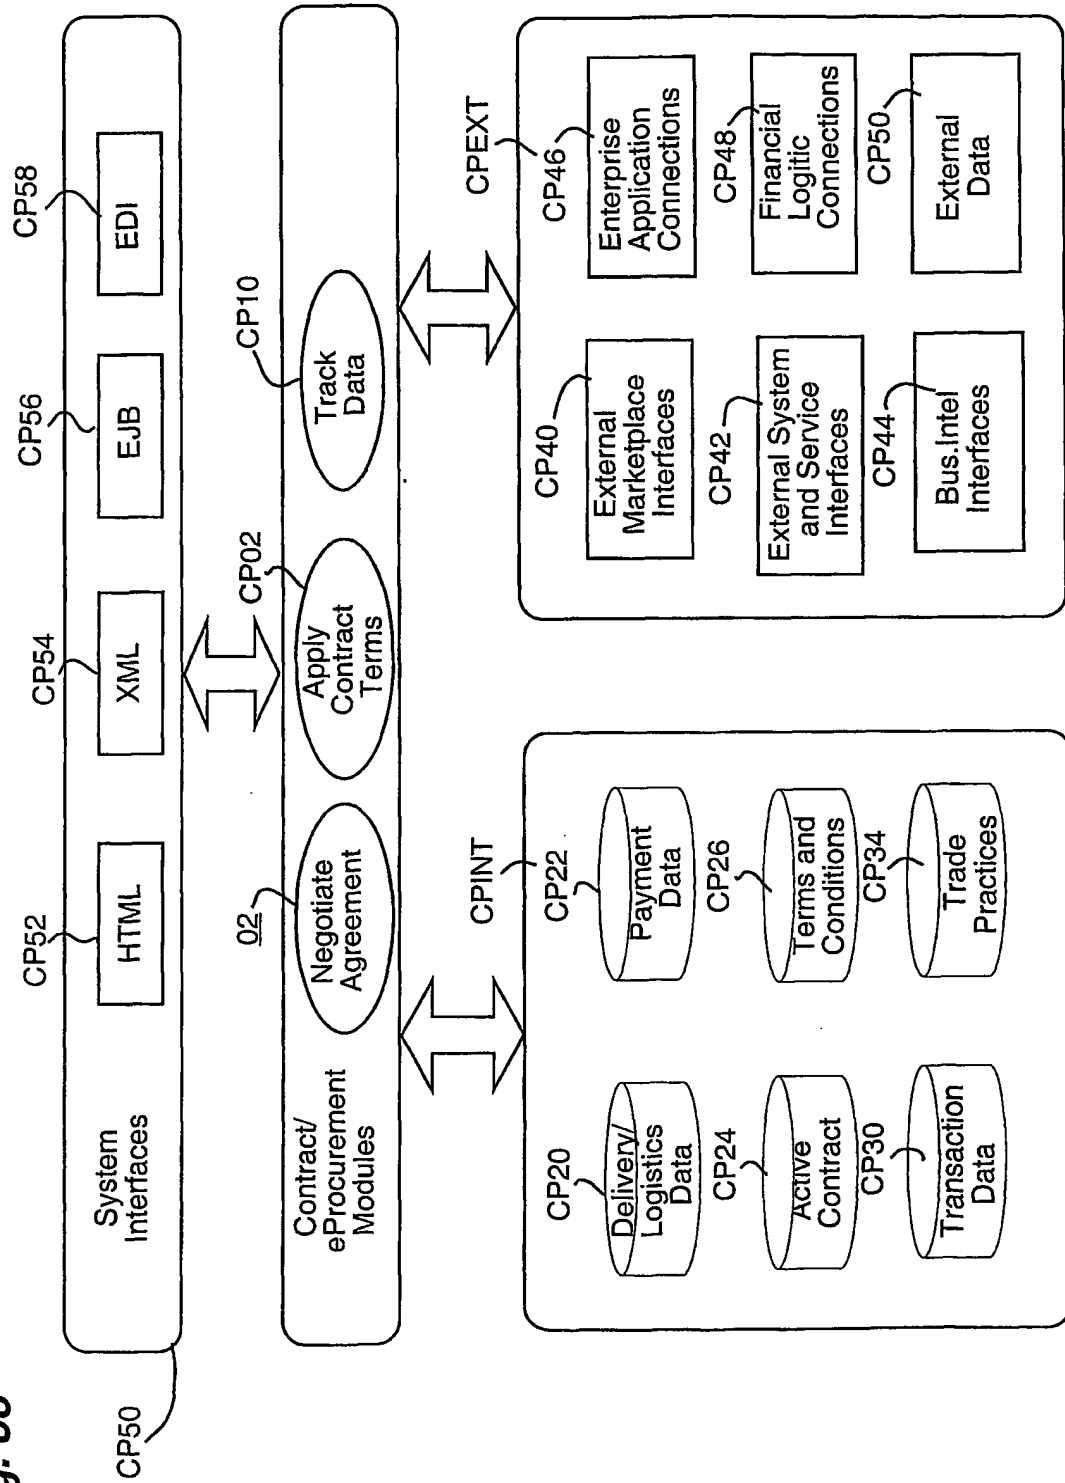 CP52
CP54
CP56
CP58
System
Interfaces
HTML
XML
EJB
EDI
CP50
02
CP02
CP10
Contract/
eProcurement
Modules
Negotiate
Agreement
Apply
Contract
Terms
Track
Data
CPINT
CPEXT
CP20
Delivery/
Logistics
Data
CP22
Payment
Data
CP24
Active
Contract
CP26
Terms and
Conditions
CP30
Transaction
Data
CP34
Trade
Practices
CP40
External
Marketplace
Interfaces
CP46
Enterprise
Application
Connections
CP42
External System
and Service
Interfaces
CP48
Financial
Logitic
Connections
CP44
Bus.Intel
Interfaces
CP50
External
Data